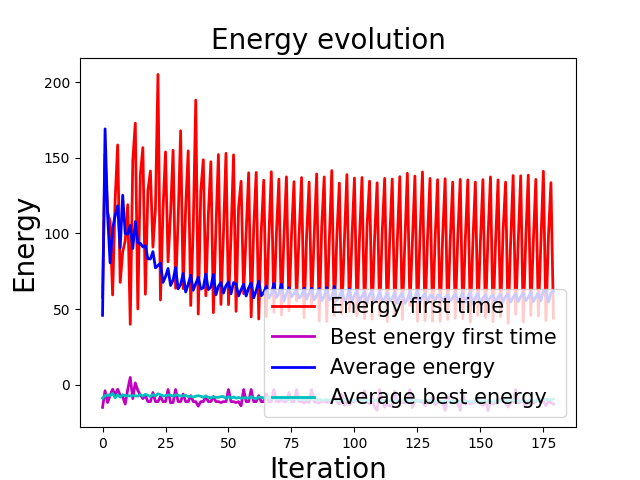 Energy evolution
Energy
200
150
100
50
0
Energy first time
Best energy first time
Average energy
Average best energy
0 25 50 75 100 125 150 175
Iteration